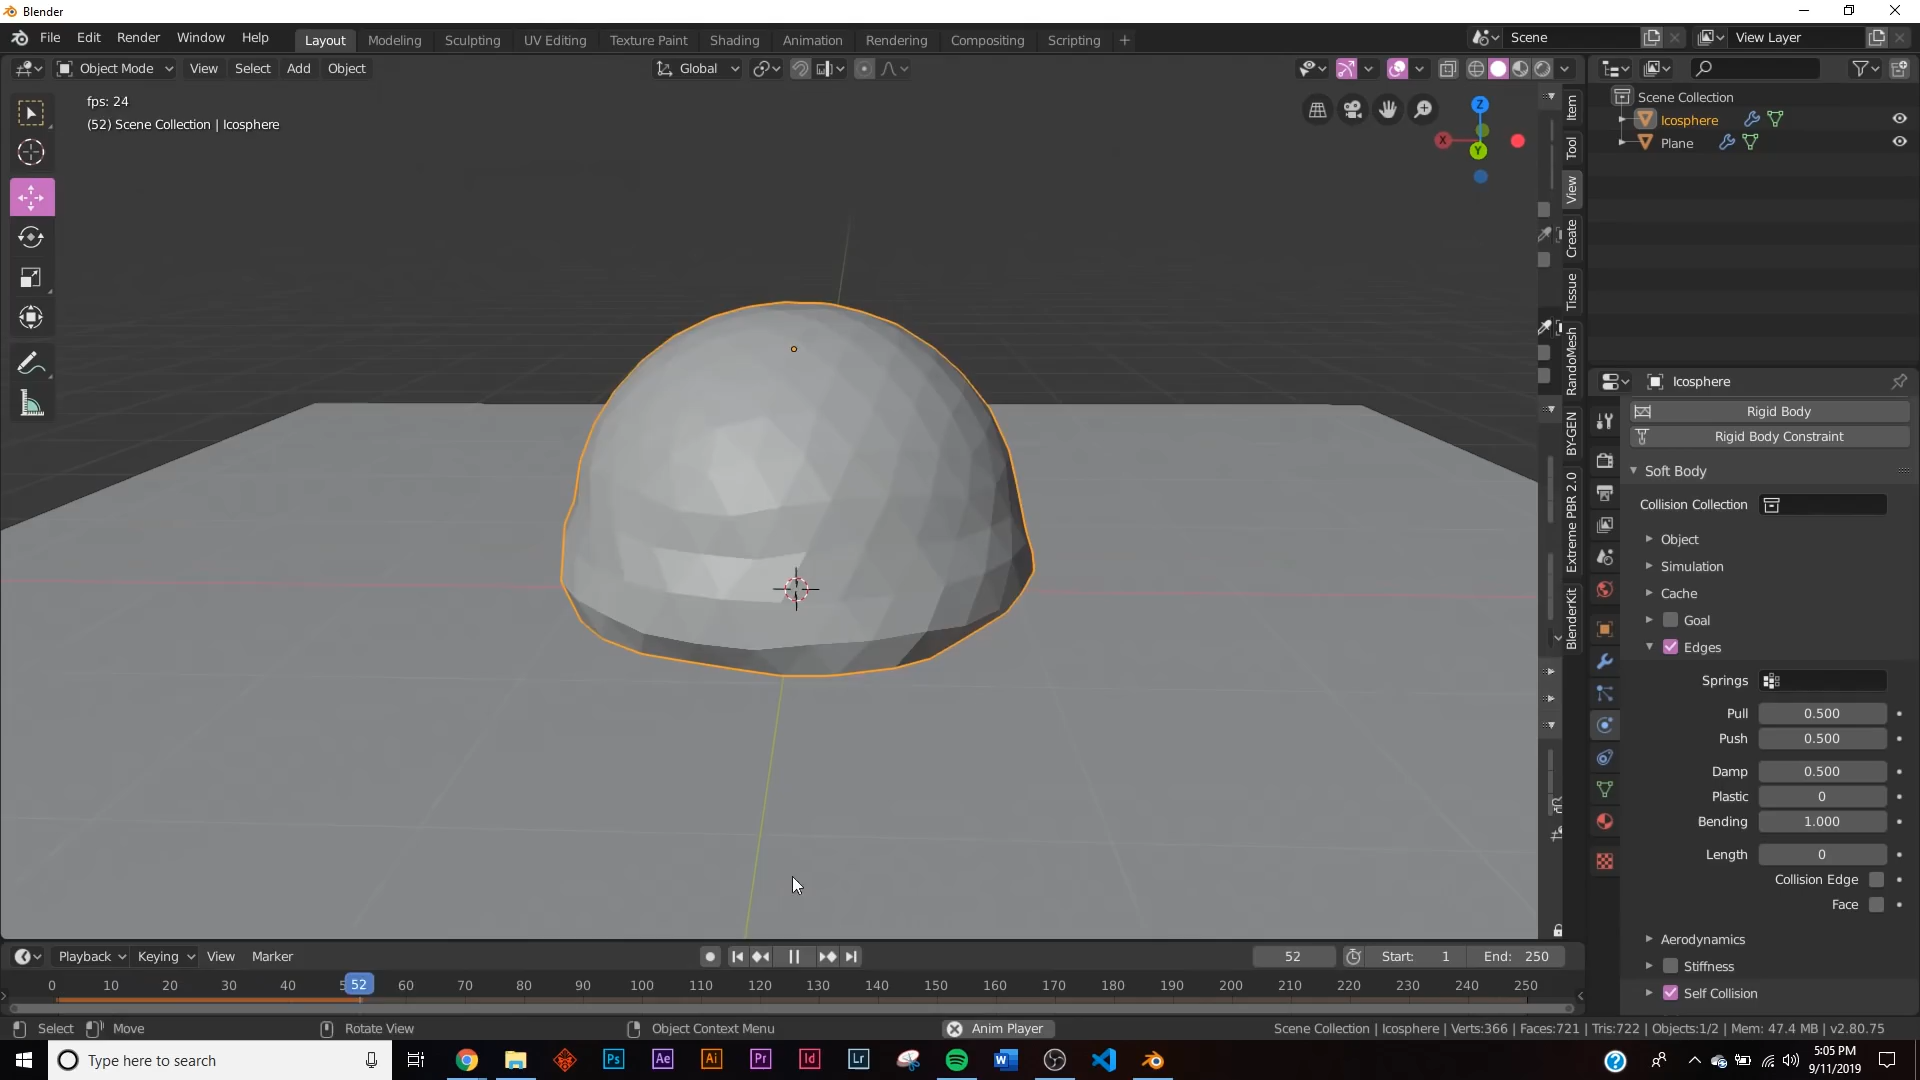 Blender
File Edit Render Window Help Layout Modeling Sculpting UV Editing Texture Paint Shading Animation Rendering Compositing Scripting Scene View Layer
Object Mode View Select Add Object Global
fps: 24
(52) Scene Collection | Icosphere
Z
X
Y
Item
Tool
View
Create
Tissue
RandoMesh
BY-GEN
Extreme PBR 2.0
BlenderKit
Scene Collection
Icosphere
Plane
Icosphere
Rigid Body
Rigid Body Constraint
Soft Body
Collision Collection
Object
Simulation
Cache
Goal
Edges
Springs
Pull 0.500
Push 0.500
Damp 0.500
Plastic 0
Bending 1.000
Length 0
Collision Edge
Face
Aerodynamics
Stiffness
Self Collision
Playback Keying View Marker 52 Start: 1 End: 250
0 10 20 30 40 52 60 70 80 90 100 110 120 130 140 150 160 170 180 190 200 210 220 230 240 250
Select Move Rotate View Object Context Menu Anim Player Scene Collection | Icosphere | Verts:366 | Faces:721 | Tris:722 | Objects:1/2 | Mem: 47.4 MB | v2.80.75
Type here to search Ps Ae Ai Pr Id Lr W
5:05 PM
9/11/2019